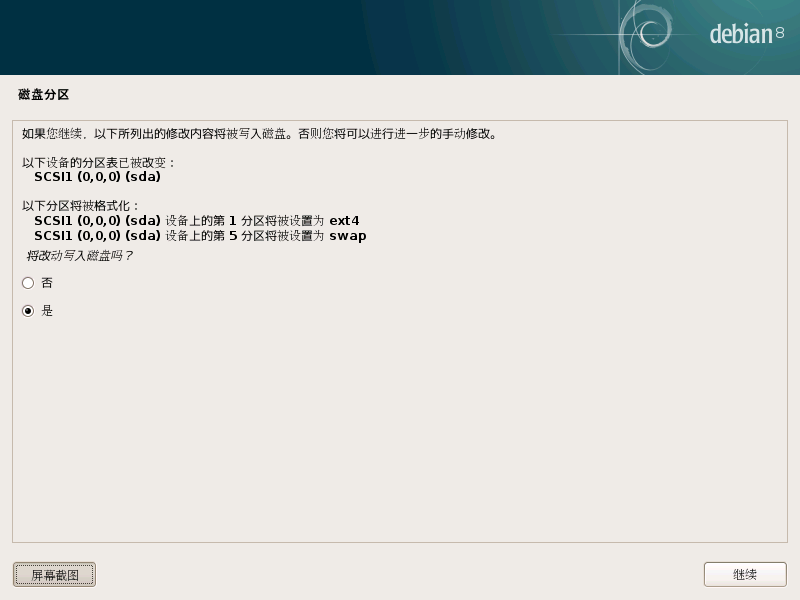 debian 8
磁盘分区
如果您继续，以下所列出的修改内容将被写入磁盘。否则您将可以进行进一步的手动修改。
以下设备的分区表已被改变：
SCSI1 (0,0,0) (sda)
以下分区将被格式化：
SCSI1 (0,0,0) (sda) 设备上的第 1 分区将被设置为 ext4
SCSI1 (0,0,0) (sda) 设备上的第 5 分区将被设置为 swap
将改动写入磁盘吗？
否
是
屏幕截图
继续